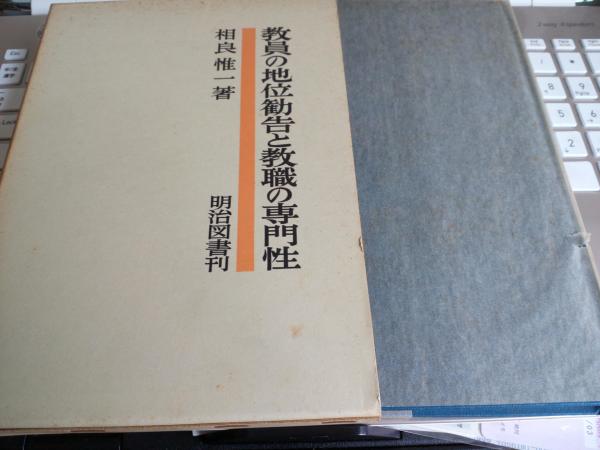 教員の地位勧告と教職の専門性
相良惟一著
明治図書刊